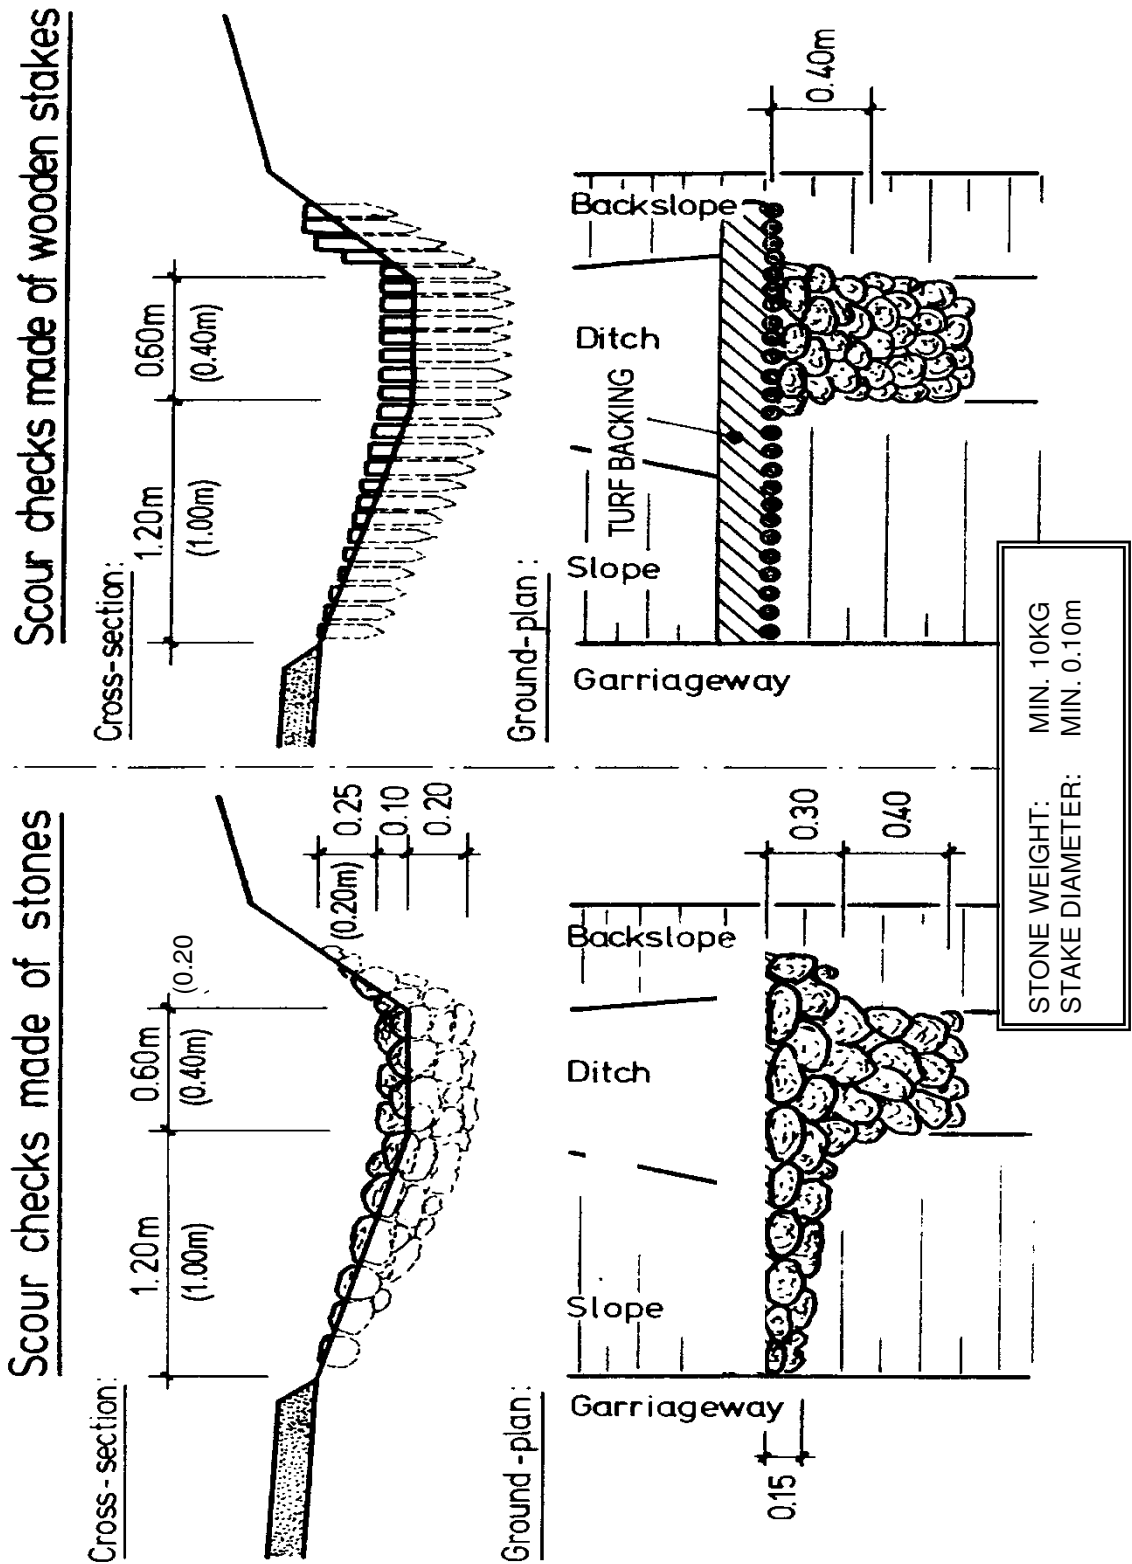 Scour checks made of stones
Cross-section:
1.20m
(1.00m)
0.60m
(0.40m)
(0.20
0.25
(0.20m)
0.10
0.20
Ground-plan:
Garriageway
Slope
Ditch
Backslope
0.15
0.30
0.40
Scour checks made of wooden stakes
Cross-section:
1.20m
(1.00m)
0.60m
(0.40m)
Ground-plan:
Garriageway
Slope
TURF BACKING
Ditch
Backslope
0.40m
STONE WEIGHT: MIN. 10KG
STAKE DIAMETER: MIN. 0.10m